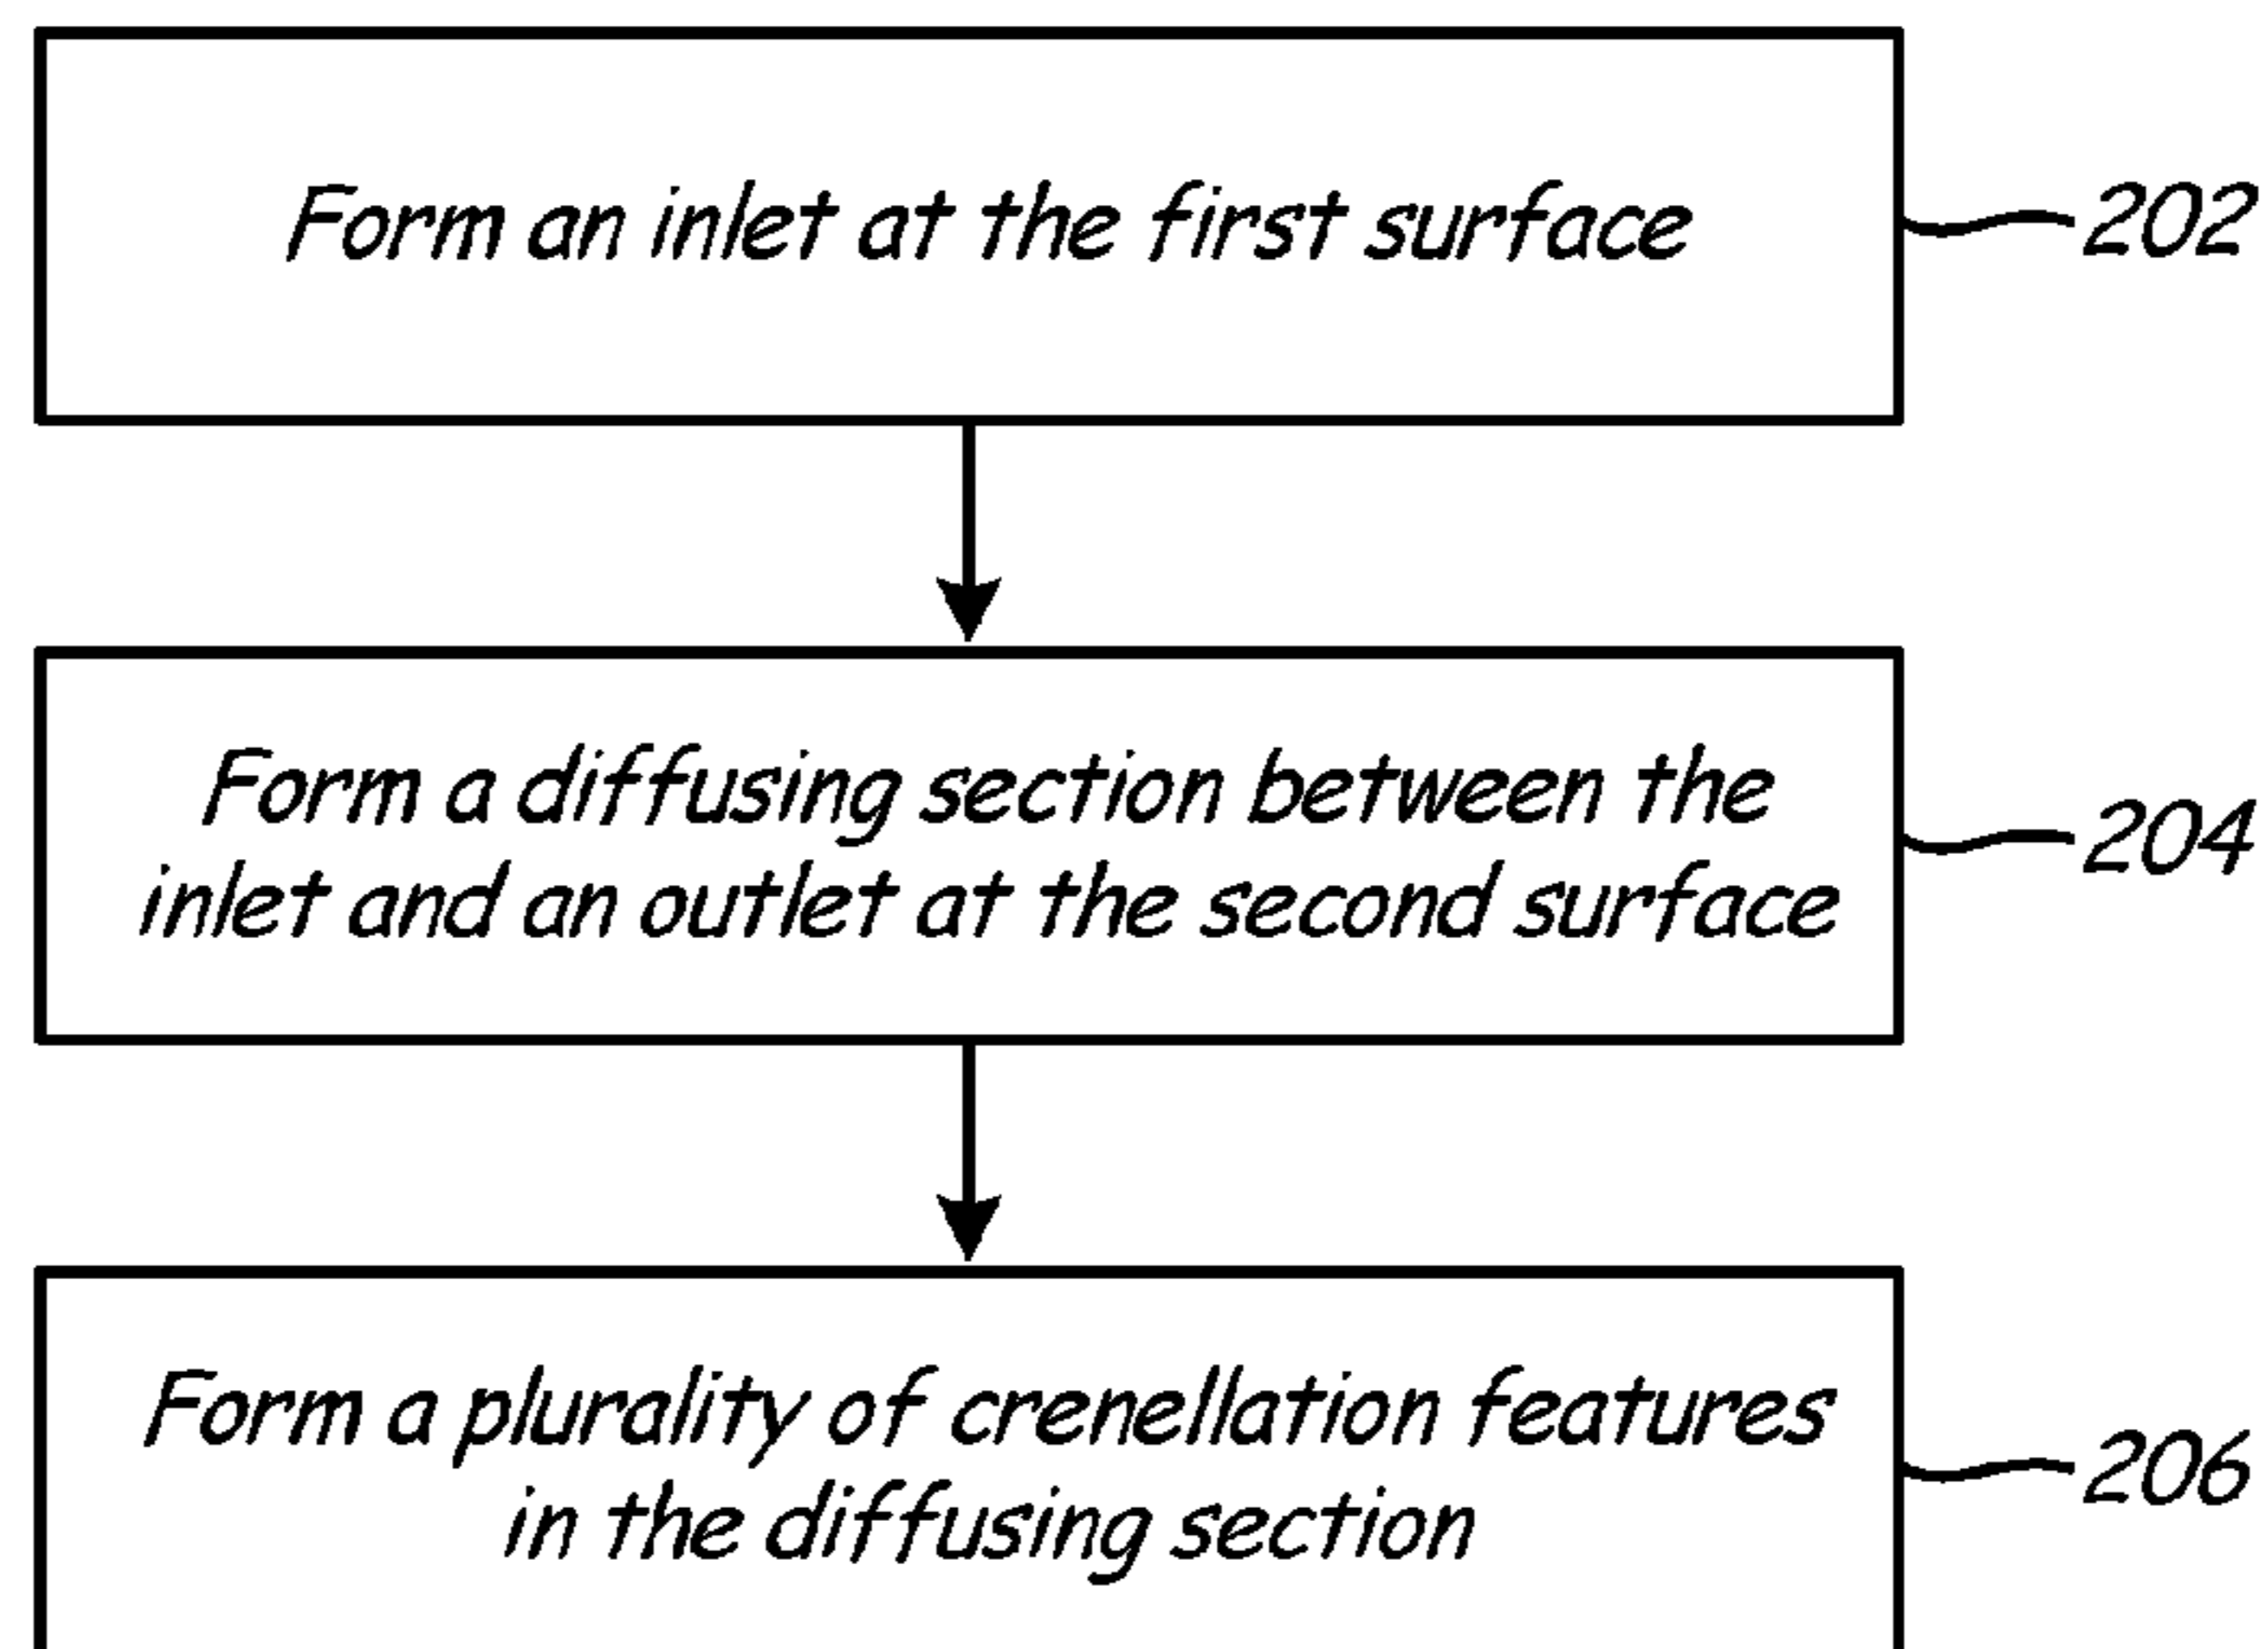 Form an inlet at the first surface
202
Form a diffusing section between the
inlet and an outlet at the second surface
204
Form a plurality of crenellation features
in the diffusing section
206